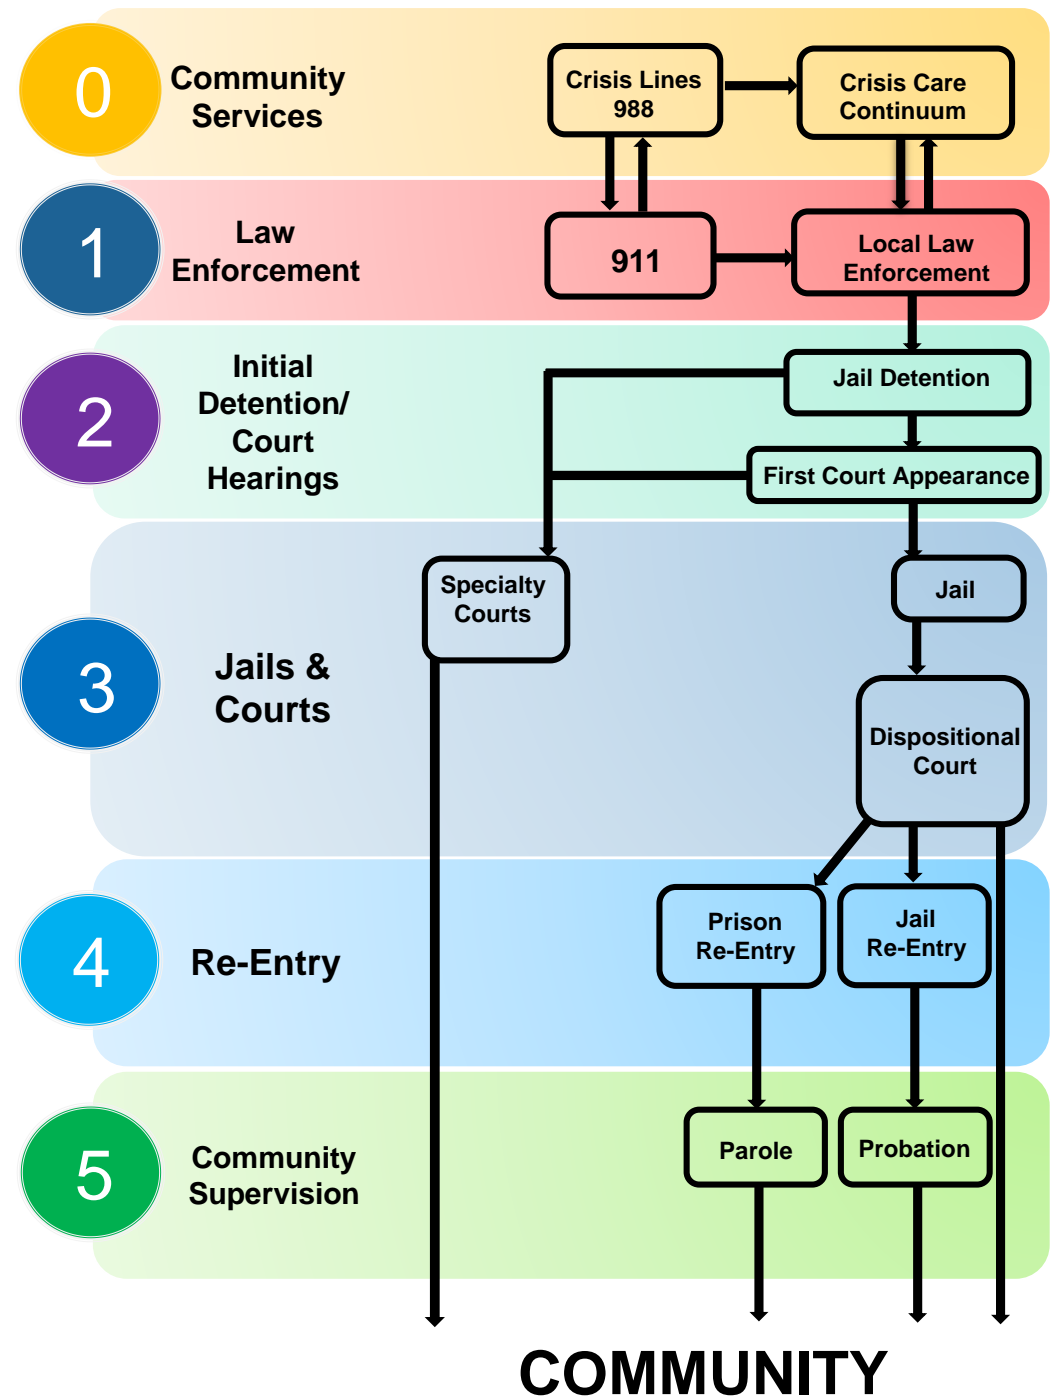 0
Community
Services
Crisis Lines
988
Crisis Care
Continuum
1
Law
Enforcement
911
Local Law
Enforcement
2
Initial
Detention/
Court
Hearings
Jail Detention
First Court Appearance
3
Jails &
Courts
Specialty
Courts
Jail
Dispositional
Court
4
Re-Entry
Prison
Re-Entry
Jail
Re-Entry
5
Community
Supervision
Parole
Probation
COMMUNITY